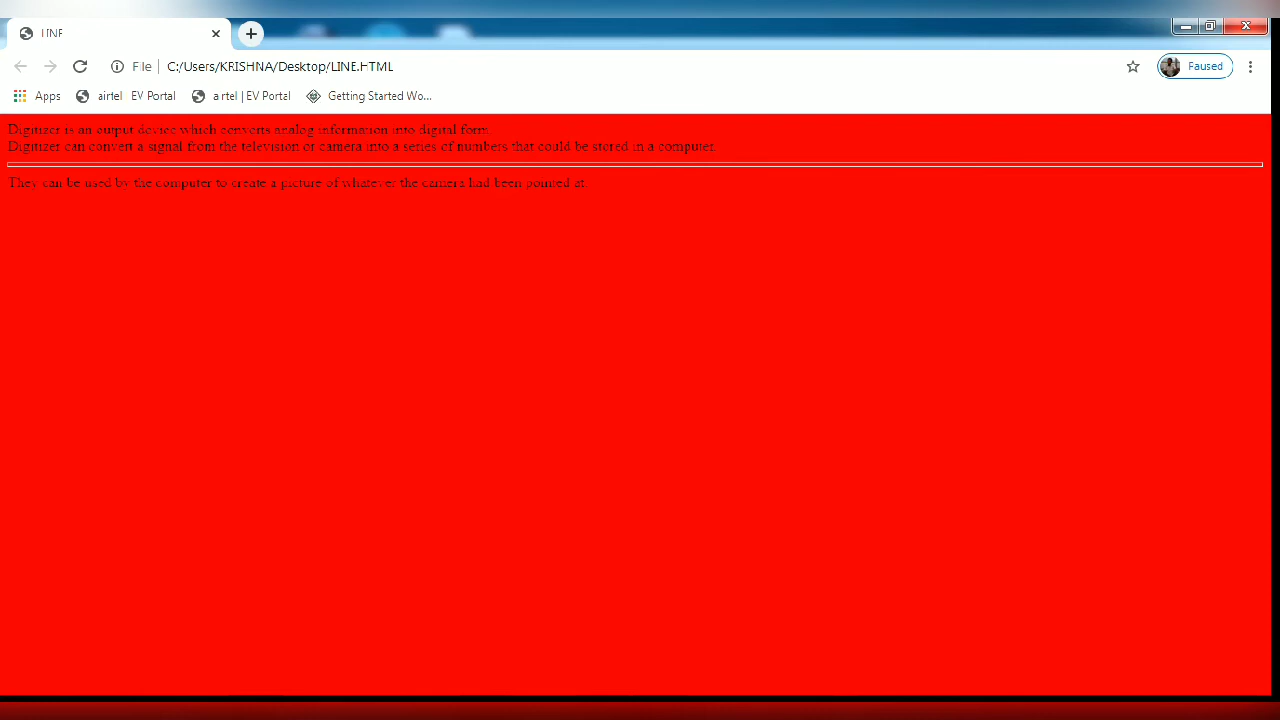 LINE
File
C:/Users/KRISHNA/Desktop/LINE.HTML
Paused
Apps
airtel EV Portal
airtel | EV Portal
Getting Started Wo...
Digitizer is an output device which converts analog information into digital form.
Digitizer can convert a signal from the television or camera into a series of numbers that could be stored in a computer.
They can be used by the computer to create a picture of whatever the camera had been pointed at.